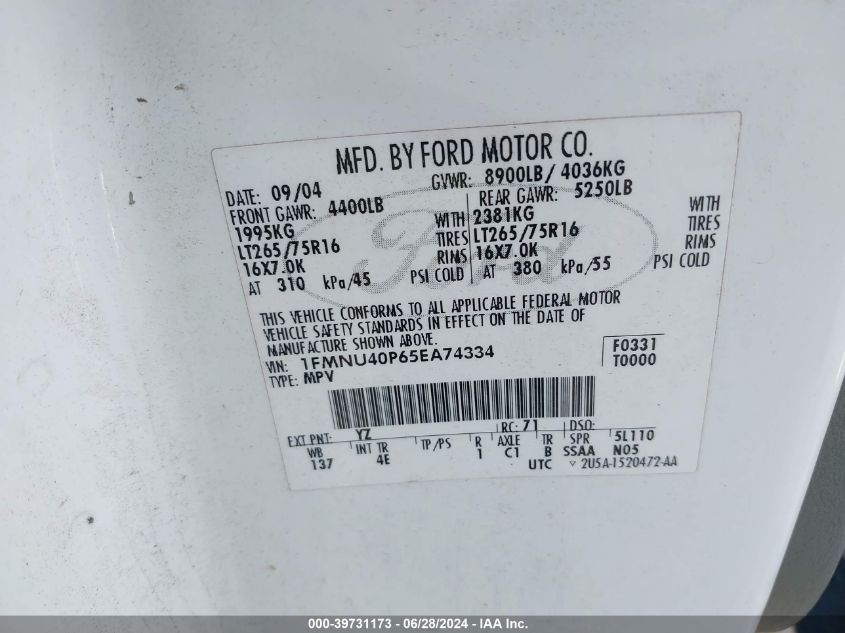 MFD. BY FORD MOTOR CO.
DATE: 09/04 GVWR: 8900LB/ 4036KG
FRONT GAWR: 4400LB REAR GAWR: 5250LB
1995KG WITH 2381KG WITH
LT265/75R16 TIRES LT265/75R16 TIRES
16X7.0K RIMS 16X7.0K RIMS
AT 310 kPa/45 PSI COLD AT 380 kPa/55 PSI COLD
Ford
THIS VEHICLE CONFORMS TO ALL APPLICABLE FEDERAL MOTOR
VEHICLE SAFETY STANDARDS IN EFFECT ON THE DATE OF
MANUFACTURE SHOWN ABOVE.
VIN: 1FMNU40P65EA74334 F0331
TYPE: MPV T0000
EXT PNT: YZ RC: 71 DSO:
WB INT TR TP/PS R AXLE TR SPR 5L110
137 4E 1 C1 B SSAA N05
UTC ▽ 2U5A-1520472-AA
000-39731173 - 06/28/2024 - IAA Inc.